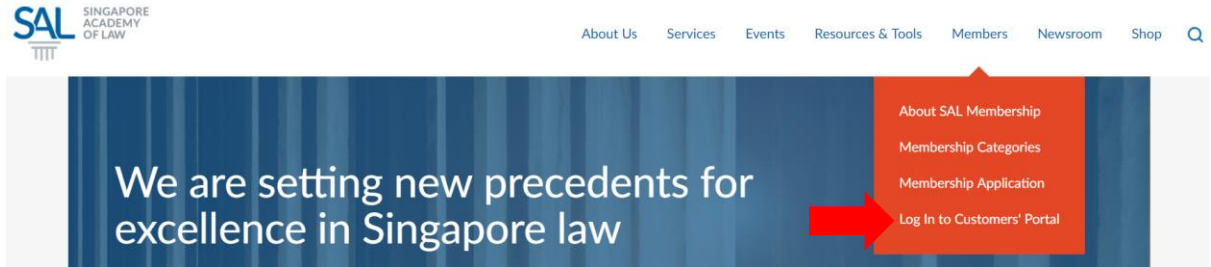 SAL SINGAPORE
ACADEMY
OF LAW
About Us Services Events Resources & Tools Members Newsroom Shop
About SAL Membership
Membership Categories
Membership Application
Log In to Customers' Portal
We are setting new precedents for
excellence in Singapore law